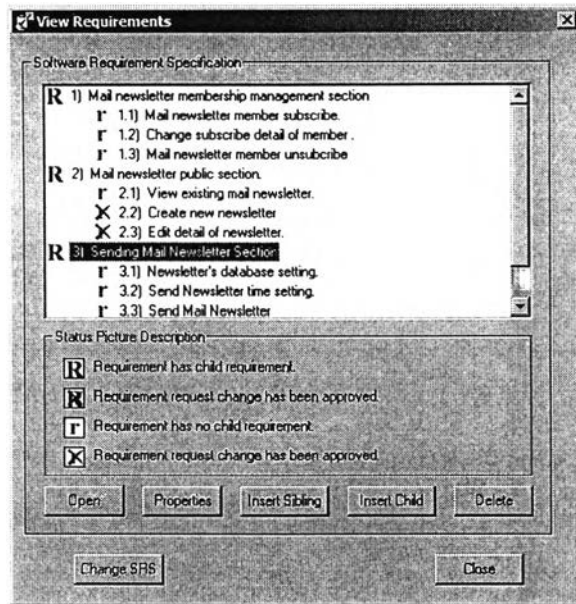 View Requirements
Software Requirement Specification
R 1) Mail newsletter membership management section
r 1.1) Mail newsletter member subscribe.
r 1.2) Change subscribe detail of member .
r 1.3) Mail newsletter member unsubcribe
R 2) Mail newsletter public section.
r 2.1) View existing mail newsletter.
2.2) Create new newsletter
2.3) Edit detail of newsletter.
R 3) Sending Mail Newsletter Section
r 3.1) Newsletter's database setting.
r 3.2) Send Newsletter time setting.
r 3.3) Send Mail Newsletter
Status Picture Description
R Requirement has child requirement.
Requirement request change has been approved.
r Requirement has no child requirement.
Requirement request change has been approved.
Open Properties Insert Sibling Insert Child Delete
Change SRS Close